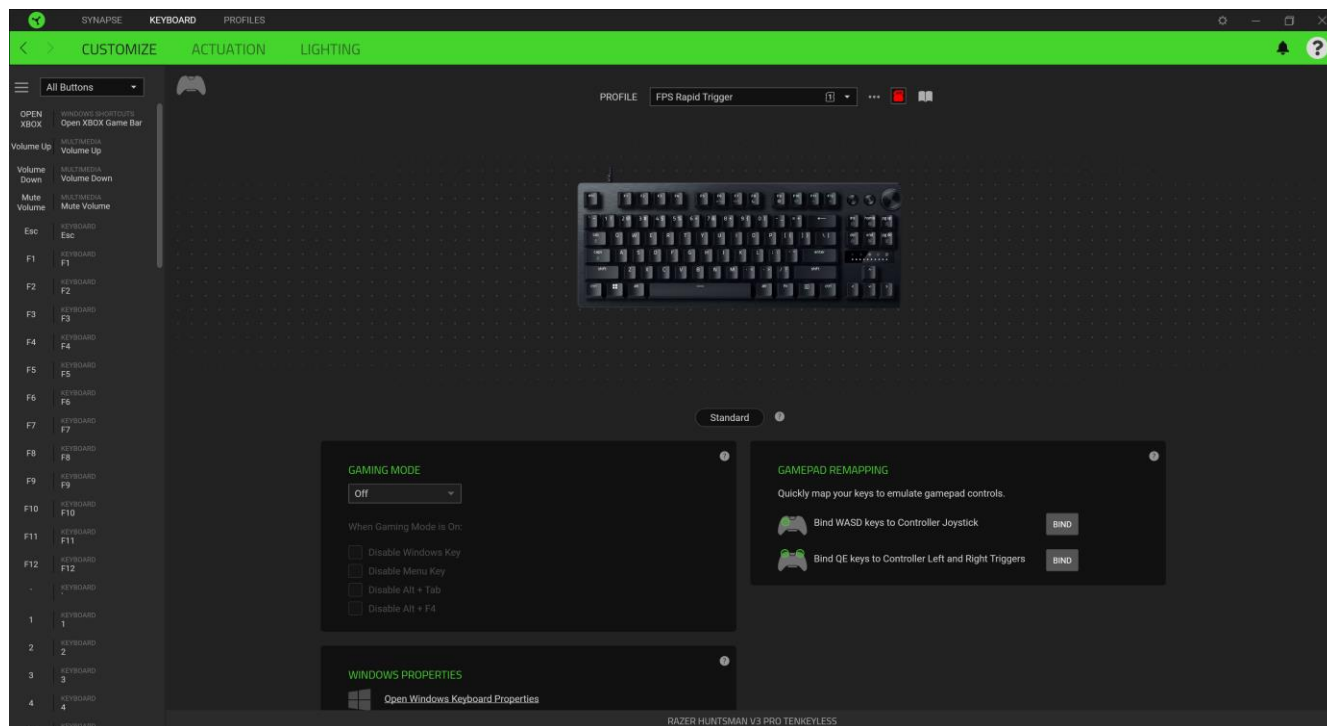 SYNAPSE KEYBOARD PROFILES
CUSTOMIZE ACTUATION LIGHTING
All Buttons
PROFILE FPS Rapid Trigger 1
OPEN XBOX
WINDOWS SHORTCUTS
Open XBOX Game Bar
Volume Up
MULTIMEDIA
Volume Up
Volume Down
MULTIMEDIA
Volume Down
Mute Volume
MULTIMEDIA
Mute Volume
Esc
KEYBOARD
Esc
F1
KEYBOARD
F1
F2
KEYBOARD
F2
F3
KEYBOARD
F3
F4
KEYBOARD
F4
F5
KEYBOARD
F5
F6
KEYBOARD
F6
F7
KEYBOARD
F7
F8
KEYBOARD
F8
F9
KEYBOARD
F9
F10
KEYBOARD
F10
F11
KEYBOARD
F11
F12
KEYBOARD
F12
`
KEYBOARD
`
1
KEYBOARD
1
2
KEYBOARD
2
3
KEYBOARD
3
4
KEYBOARD
4
Standard
GAMING MODE
Off
When Gaming Mode is On:
Disable Windows Key
Disable Menu Key
Disable Alt + Tab
Disable Alt + F4
GAMEPAD REMAPPING
Quickly map your keys to emulate gamepad controls.
Bind WASD keys to Controller Joystick BIND
Bind QE keys to Controller Left and Right Triggers BIND
WINDOWS PROPERTIES
Open Windows Keyboard Properties
RAZER HUNTSMAN V3 PRO TENKEYLESS